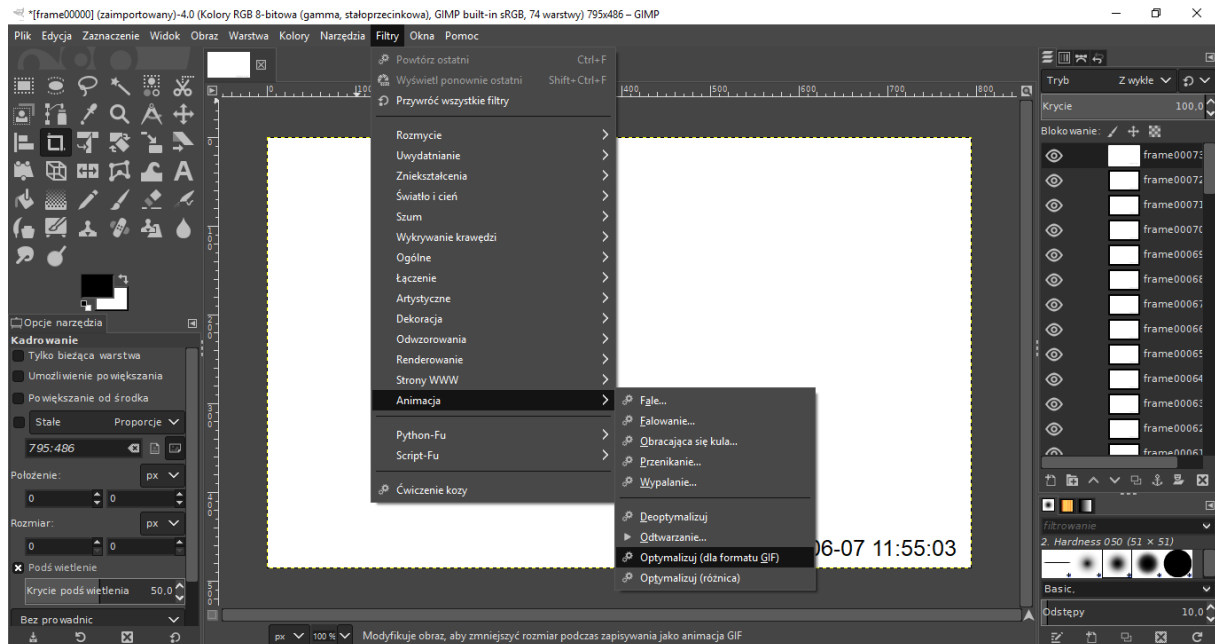 *[frame00000] (zaimportowany)-4.0 (Kolory RGB 8-bitowa (gamma, stałoprzecinkowa), GIMP built-in sRGB, 74 warstwy) 795x486 – GIMP
Plik Edycja Zaznaczenie Widok Obraz Warstwa Kolory Narzędzia Filtry Okna Pomoc
Powtórz ostatni Ctrl+F
Wyświetl ponownie ostatni Shift+Ctrl+F
Przywróć wszystkie filtry
Rozmycie
Uwydatnianie
Zniekształcenia
Światło i cień
Szum
Wykrywanie krawędzi
Ogólne
Łączenie
Artystyczne
Dekoracja
Odwzorowania
Renderowanie
Strony WWW
Animacja
Python-Fu
Script-Fu
Ćwiczenie kozy
Fale...
Falowanie...
Obracająca się kula...
Przenikanie...
Wypalanie...
Deoptymalizuj
Odtwarzanie...
Optymalizuj (dla formatu GIF)
Optymalizuj (różnica)
0 400 500 600 700 800
06-07 11:55:03
Opcje narzędzia
Kadrowanie
Tylko bieżąca warstwa
Umożliwienie powiększania
Powiększanie od środka
Stałe Proporcje
795:486
Położenie: px
0 0
Rozmiar: px
0 0
Podświetlenie
Krycie podświetlenia 50,0
Bez prowadnic
px 100 % Modyfikuje obraz, aby zmniejszyć rozmiar podczas zapisywania jako animacja GIF
Tryb Zwykłe
Krycie 100,0
Blokowanie:
frame00073
frame00072
frame00071
frame00070
frame00069
frame00068
frame00067
frame00066
frame00065
frame00064
frame00063
frame00062
frame00061
filtrowanie
2. Hardness 050 (51 × 51)
Basic,
Odstępy 10,0